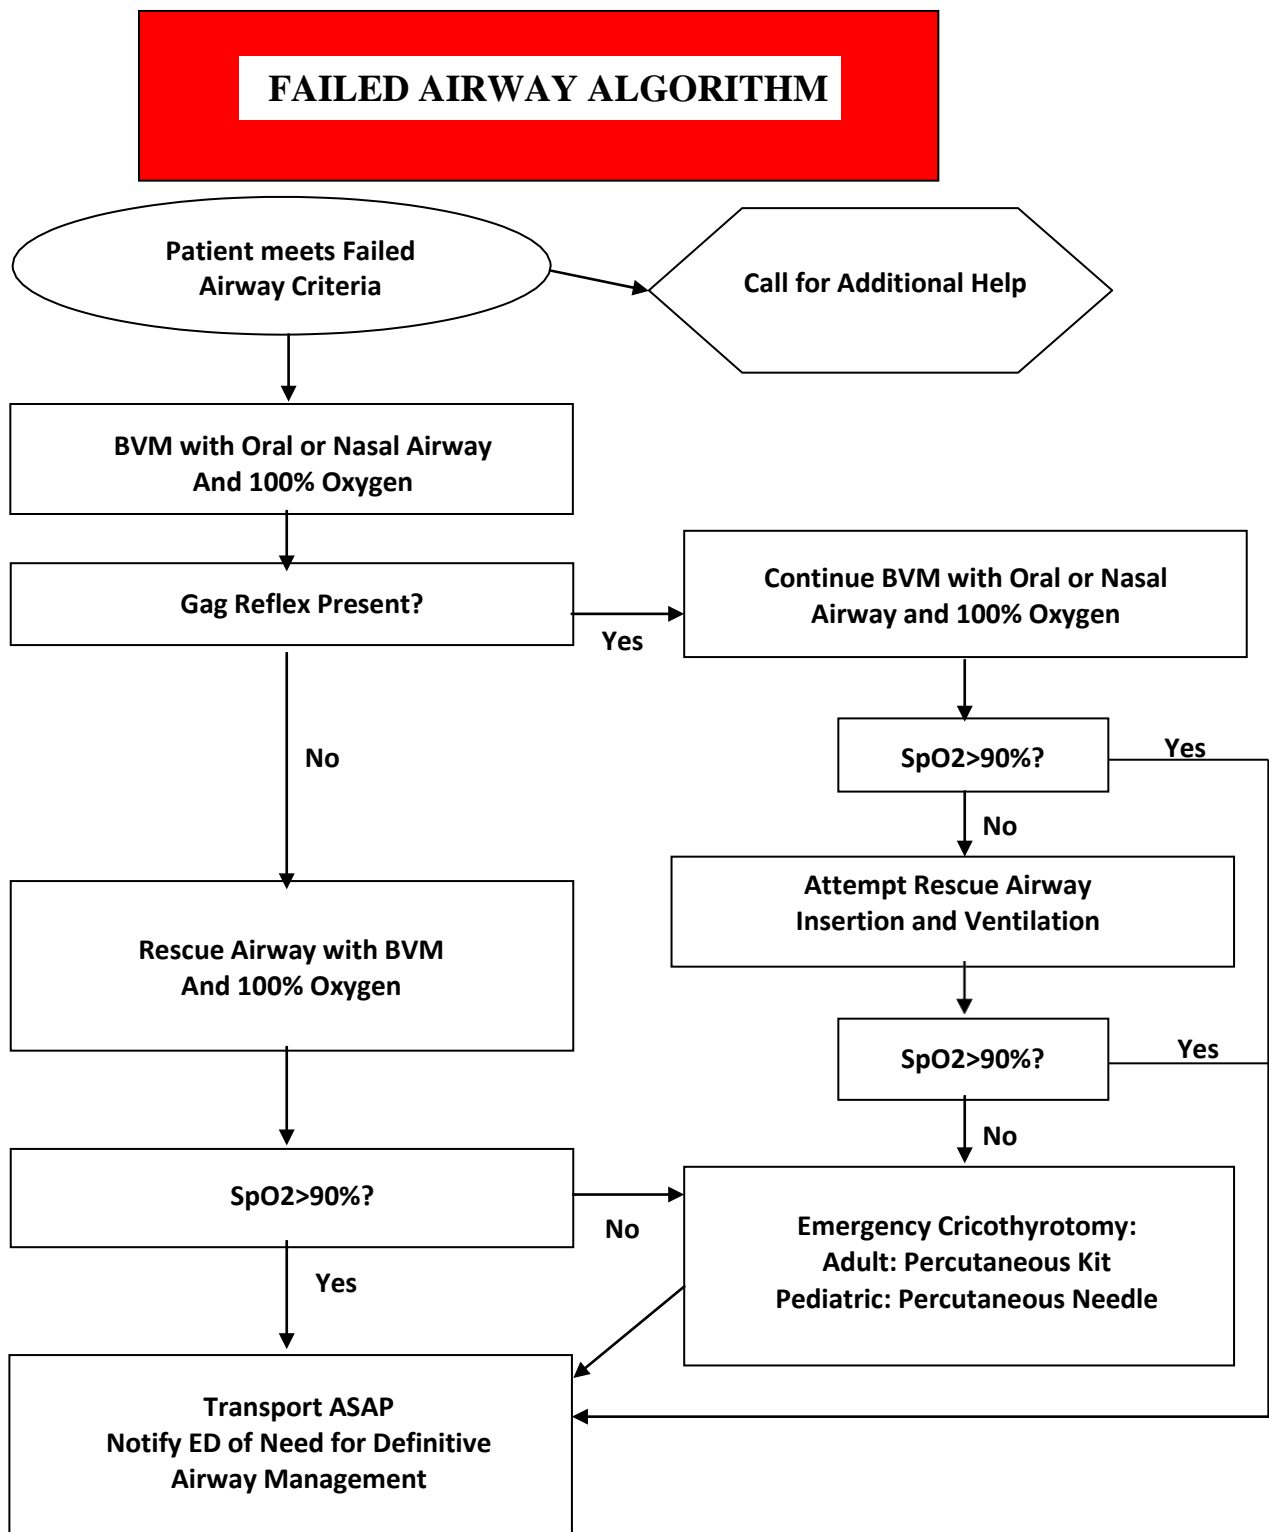 FAILED AIRWAY ALGORITHM
Patient meets Failed
Airway Criteria
Call for Additional Help
BVM with Oral or Nasal Airway
And 100% Oxygen
Gag Reflex Present?
Yes
Continue BVM with Oral or Nasal
Airway and 100% Oxygen
No
SpO2>90%?
Yes
No
Attempt Rescue Airway
Insertion and Ventilation
Rescue Airway with BVM
And 100% Oxygen
SpO2>90%?
Yes
No
SpO2>90%?
No
Yes
Emergency Cricothyrotomy:
Adult: Percutaneous Kit
Pediatric: Percutaneous Needle
Transport ASAP
Notify ED of Need for Definitive
Airway Management